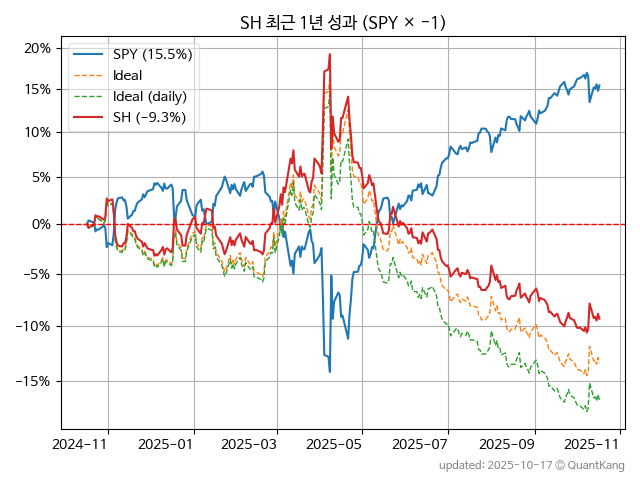 SH 최근 1년 성과 (SPY × −1)
20%
15%
10%
5%
0%
−5%
−10%
−15%
SPY (15.5%)
Ideal
Ideal (daily)
SH (−9.3%)
2024-11
2025-01
2025-03
2025-05
2025-07
2025-09
2025-11
updated: 2025-10-17 © QuantKang